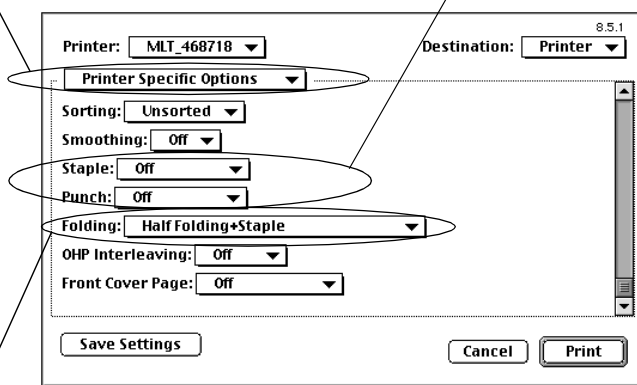 8.5.1
Printer: MLT_468718 Destination: Printer
Printer Specific Options
Sorting: Unsorted
Smoothing: Off
Staple: Off
Punch: Off
Folding: Half Folding+Staple
OHP Interleaving: Off
Front Cover Page: Off
Save Settings Cancel Print